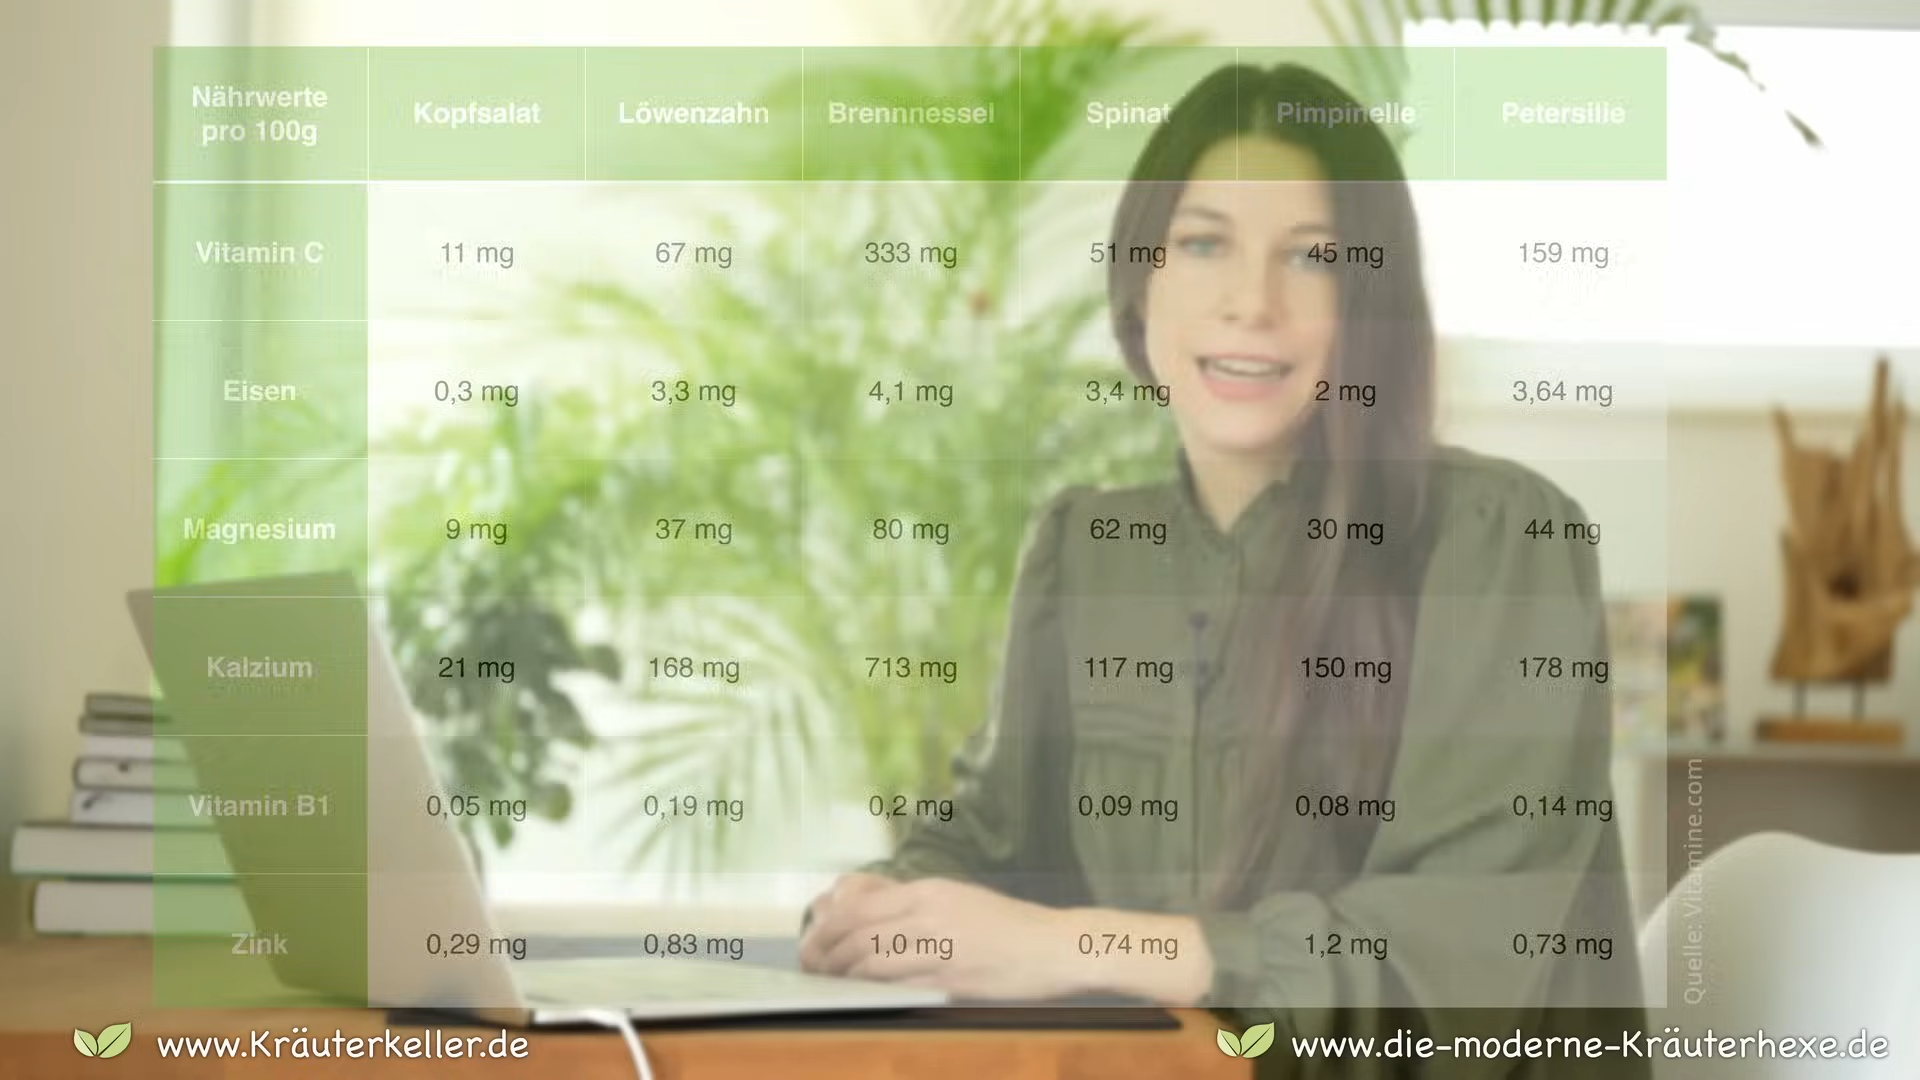 Nährwerte
pro 100g
Kopfsalat
Löwenzahn
Brennnessel
Spinat
Pimpinelle
Petersilie
Vitamin C
11 mg
67 mg
333 mg
51 mg
45 mg
159 mg
Eisen
0,3 mg
3,3 mg
4,1 mg
3,4 mg
2 mg
3,64 mg
Magnesium
9 mg
37 mg
80 mg
62 mg
30 mg
44 mg
Kalzium
21 mg
168 mg
713 mg
117 mg
150 mg
178 mg
Vitamin B1
0,05 mg
0,19 mg
0,2 mg
0,09 mg
0,08 mg
0,14 mg
Zink
0,29 mg
0,83 mg
1,0 mg
0,74 mg
1,2 mg
0,73 mg
Quelle: Vitamine.com
www.Kräuterkeller.de
www.die-moderne-Kräuterhexe.de